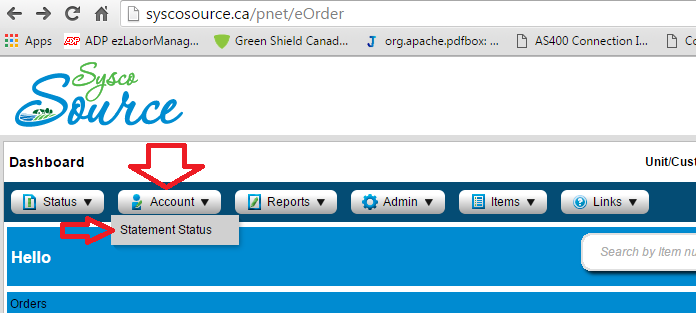 syscosource.ca/pnet/eOrder
Apps ADP ezLaborManag... Green Shield Canad... org.apache.pdfbox: ... AS400 Connection I... Co
Sysco
Source
Dashboard Unit/Cust
Status Account Reports Admin Items Links
Statement Status
Hello Search by Item nu
Orders